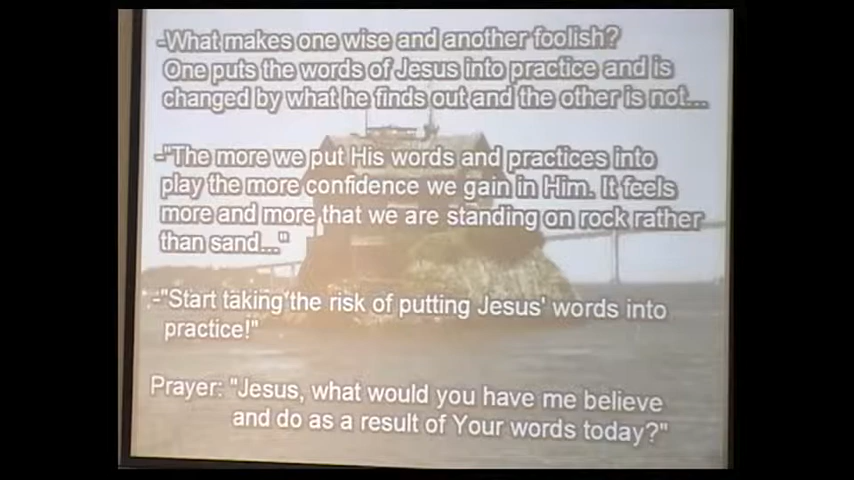 -What makes one wise and another foolish?
One puts the words of Jesus into practice and is
changed by what he finds out and the other is not...
-"The more we put His words and practices into
play the more confidence we gain in Him. It feels
more and more that we are standing on rock rather
than sand..."
-"Start taking the risk of putting Jesus' words into
practice!"
Prayer: "Jesus, what would you have me believe
and do as a result of Your words today?"